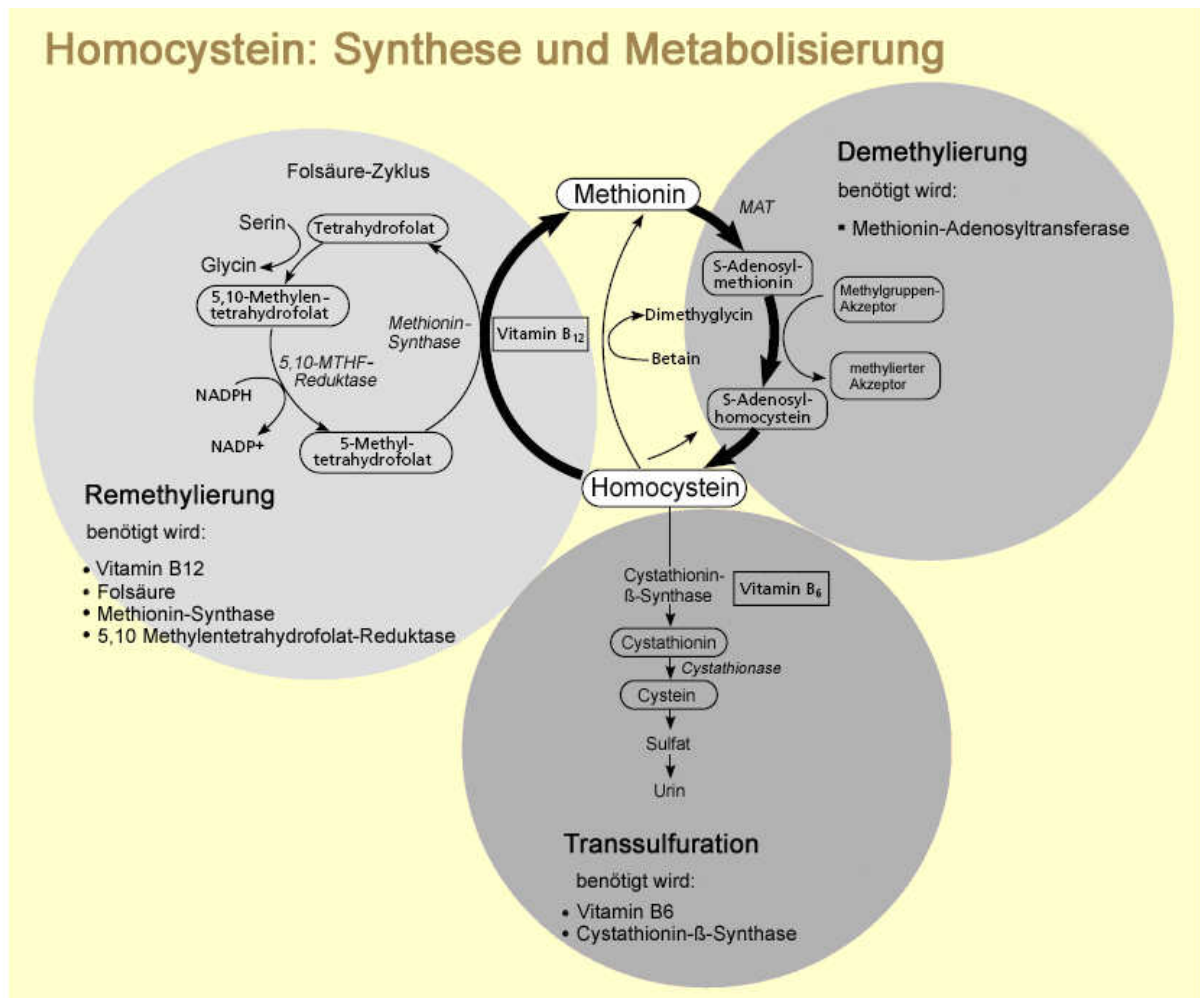 Homocystein: Synthese und Metabolisierung
Folsäure-Zyklus
Serin
Tetrahydrofolat
Glycin
5,10-Methylen-
tetrahydrofolat
Methionin-
Synthase
5,10-MTHF-
Reduktase
NADPH
NADP+
5-Methyl-
tetrahydrofolat
Remethylierung
benötigt wird:
• Vitamin B12
• Folsäure
• Methionin-Synthase
• 5,10 Methylentetrahydrofolat-Reduktase
Vitamin B₁₂
Methionin
MAT
Dimethyglycin
Betain
Homocystein
Demethylierung
benötigt wird:
▪ Methionin-Adenosyltransferase
S-Adenosyl-
methionin
Methylgruppen-
Akzeptor
methylierter
Akzeptor
S-Adenosyl-
homocystein
Cystathionin-
ß-Synthase
Vitamin B₆
Cystathionin
Cystathionase
Cystein
Sulfat
Urin
Transsulfuration
benötigt wird:
• Vitamin B6
• Cystathionin-ß-Synthase